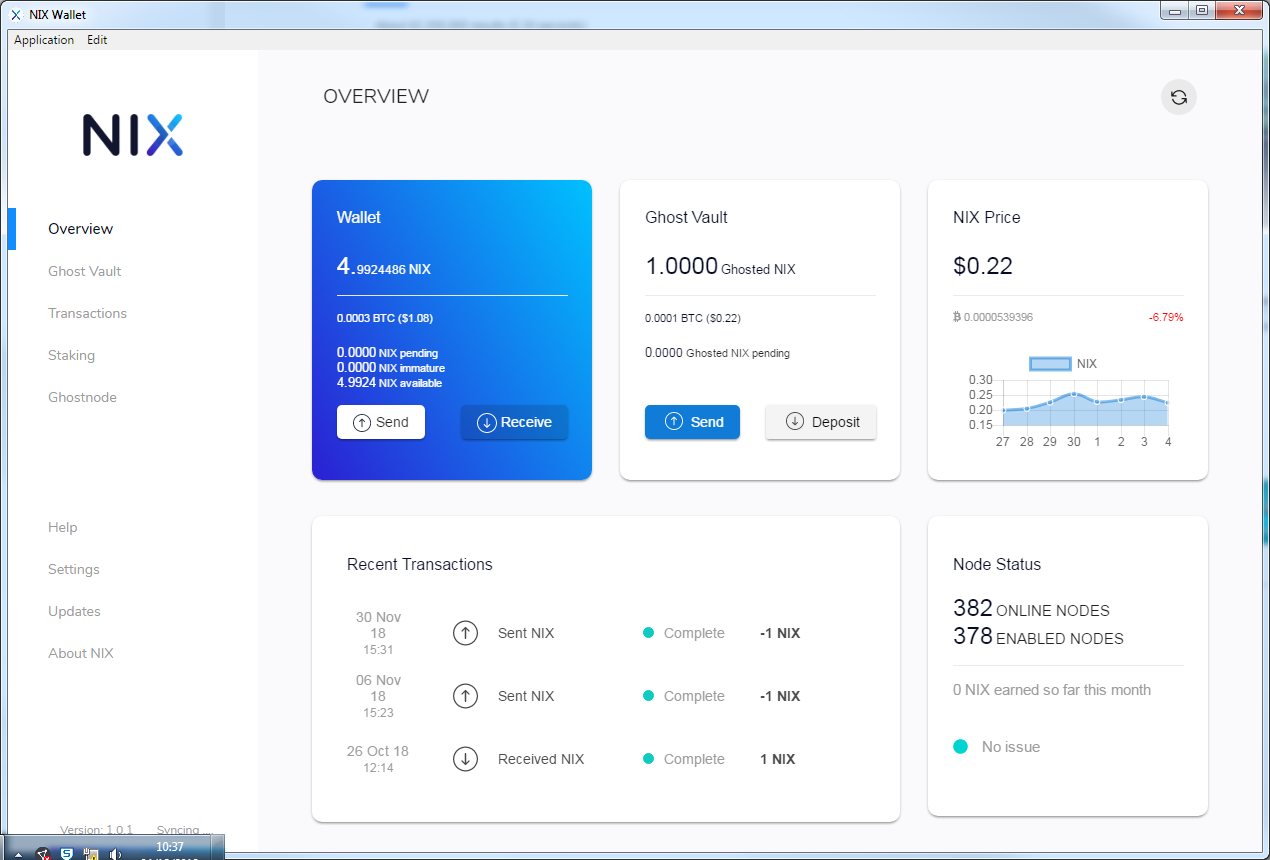 NIX Wallet
Application Edit
NIX
Overview
Ghost Vault
Transactions
Staking
Ghostnode
Help
Settings
Updates
About NIX
Version: 1.0.1 Syncing ...
OVERVIEW
Wallet
4.9924486 NIX
0.0003 BTC ($1.08)
0.0000 NIX pending
0.0000 NIX immature
4.9924 NIX available
Send Receive
Ghost Vault
1.0000 Ghosted NIX
0.0001 BTC ($0.22)
0.0000 Ghosted NIX pending
Send Deposit
NIX Price
$0.22
฿ 0.0000539396 -6.79%
NIX
0.30
0.25
0.20
0.15
27 28 29 30 1 2 3 4
Recent Transactions
30 Nov
18
15:31
Sent NIX Complete -1 NIX
06 Nov
18
15:23
Sent NIX Complete -1 NIX
26 Oct 18
12:14
Received NIX Complete 1 NIX
Node Status
382 ONLINE NODES
378 ENABLED NODES
0 NIX earned so far this month
No issue
10:37